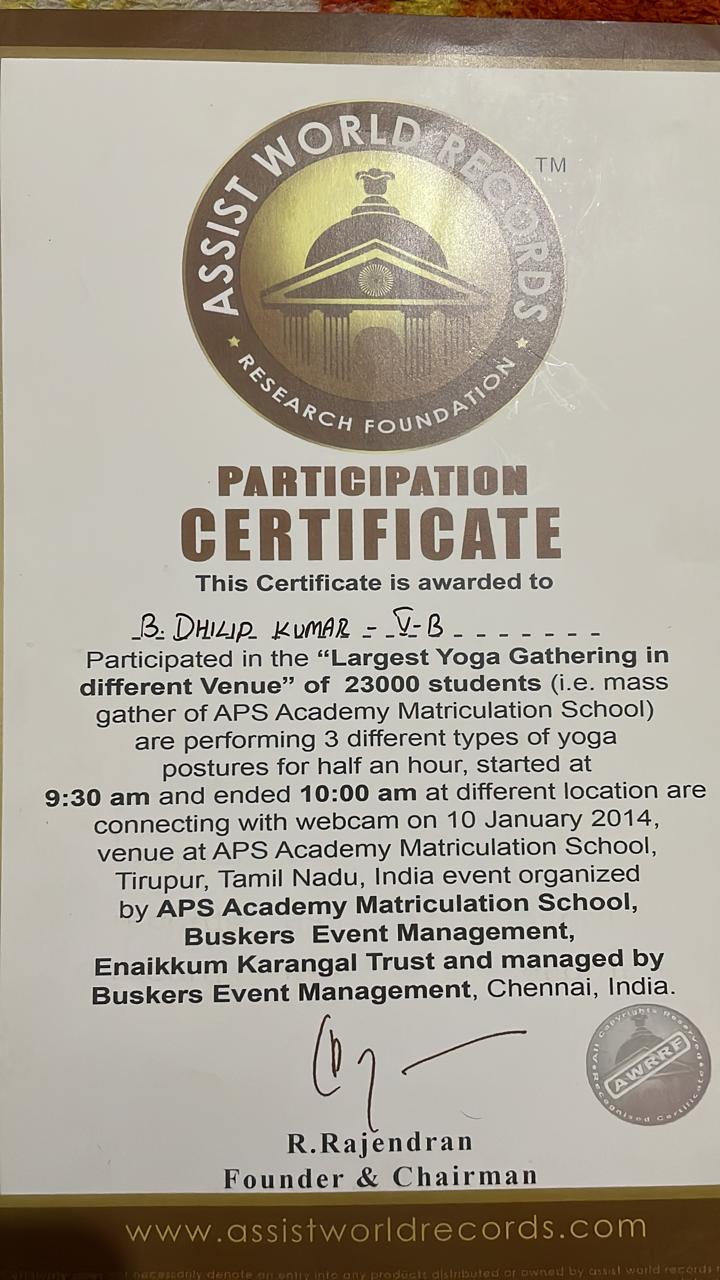 ASSIST WORLD RECORDS
TM
RESEARCH FOUNDATION
PARTICIPATION
CERTIFICATE
This Certificate is awarded to
B. DHILIP KUMAR - V-B
Participated in the “Largest Yoga Gathering in
different Venue” of 23000 students (i.e. mass
gather of APS Academy Matriculation School)
are performing 3 different types of yoga
postures for half an hour, started at
9:30 am and ended 10:00 am at different location are
connecting with webcam on 10 January 2014,
venue at APS Academy Matriculation School,
Tirupur, Tamil Nadu, India event organized
by APS Academy Matriculation School,
Buskers Event Management,
Enaikkum Karangal Trust and managed by
Buskers Event Management, Chennai, India.
All Copyrights Reserved
AWRRF
Recognised Certificate
R.Rajendran
Founder & Chairman
www.assistworldrecords.com
necessarily denote an entry into any products distributed or owned by assist world records